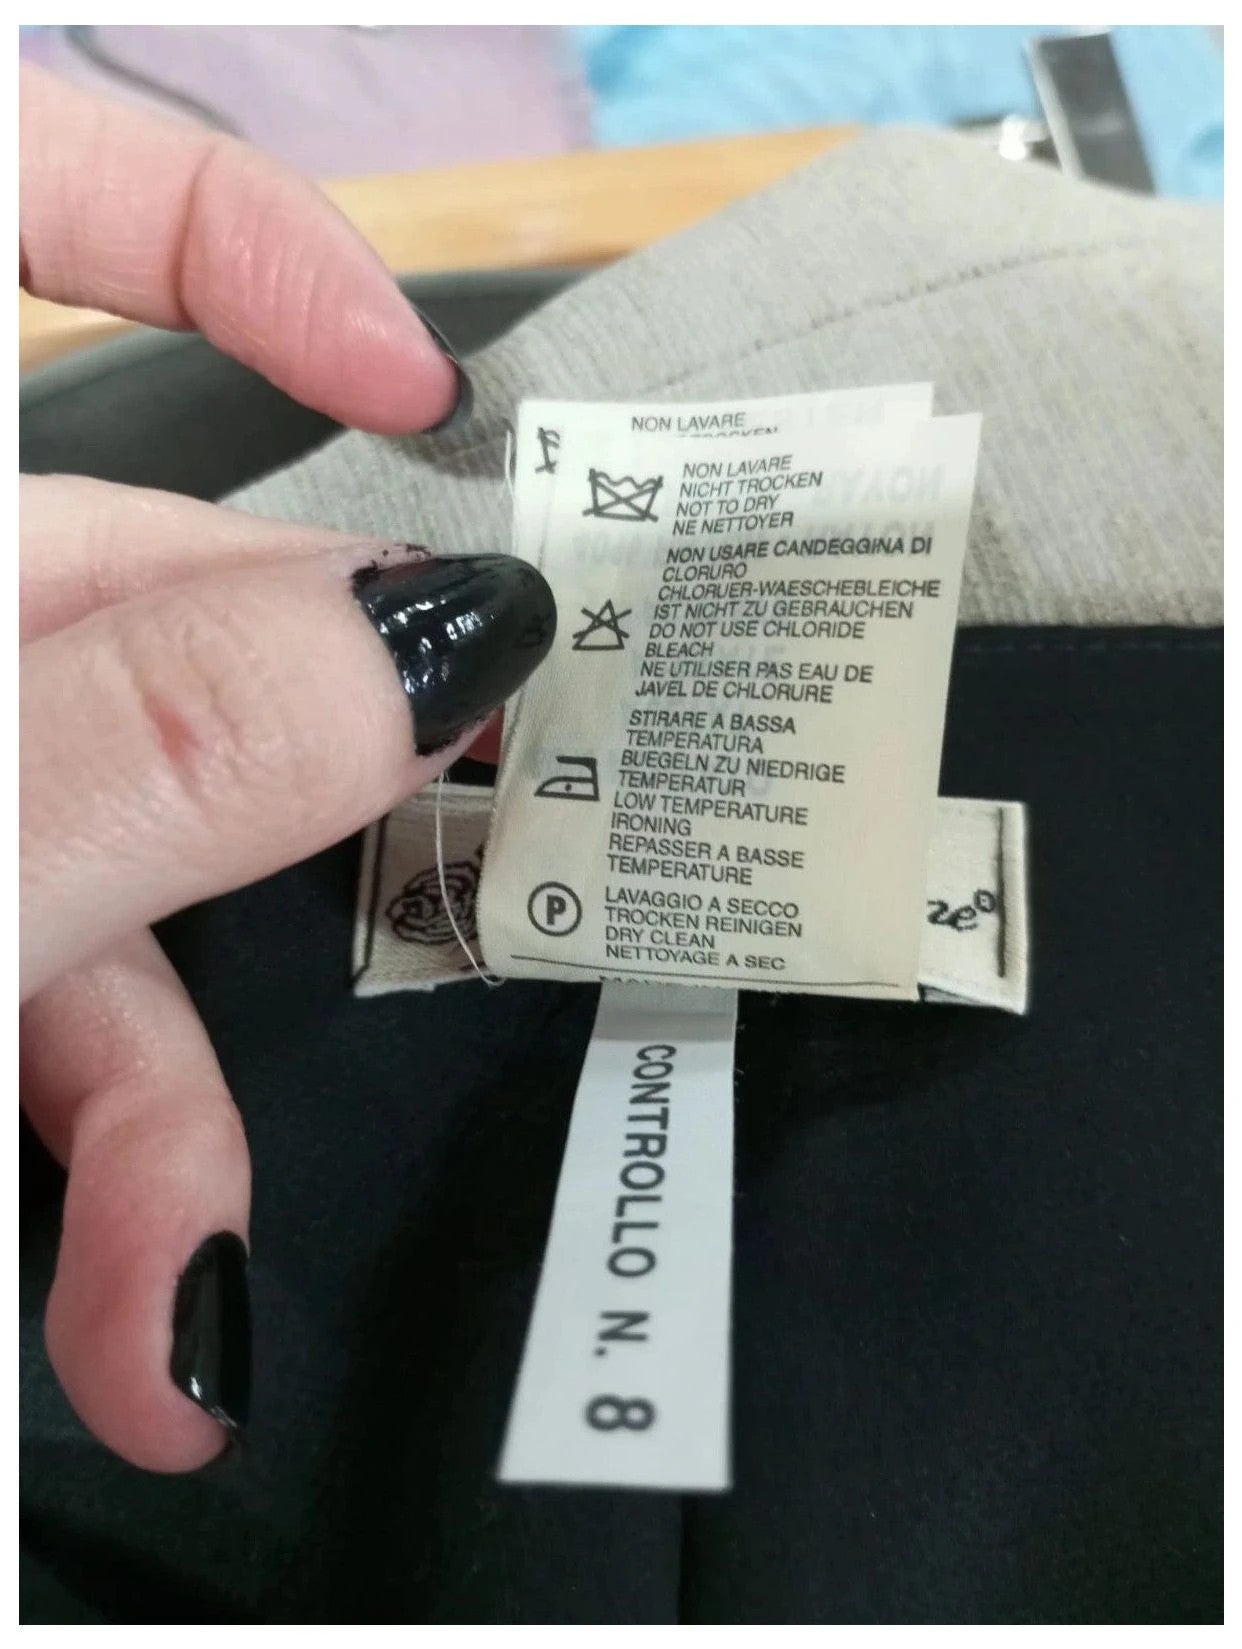 NON LAVARE
NON LAVARE
NICHT TROCKEN
NOT TO DRY
NE NETTOYER
NON USARE CANDEGGINA DI
CLORURO
CHLORUER-WAESCHEBLEICHE
IST NICHT ZU GEBRAUCHEN
DO NOT USE CHLORIDE
BLEACH
NE UTILISER PAS EAU DE
JAVEL DE CHLORURE
STIRARE A BASSA
TEMPERATURA
BUEGELN ZU NIEDRIGE
TEMPERATUR
LOW TEMPERATURE
IRONING
REPASSER A BASSE
TEMPERATURE
P
LAVAGGIO A SECCO
TROCKEN REINIGEN
DRY CLEAN
NETTOYAGE A SEC
CONTROLLO N. 8